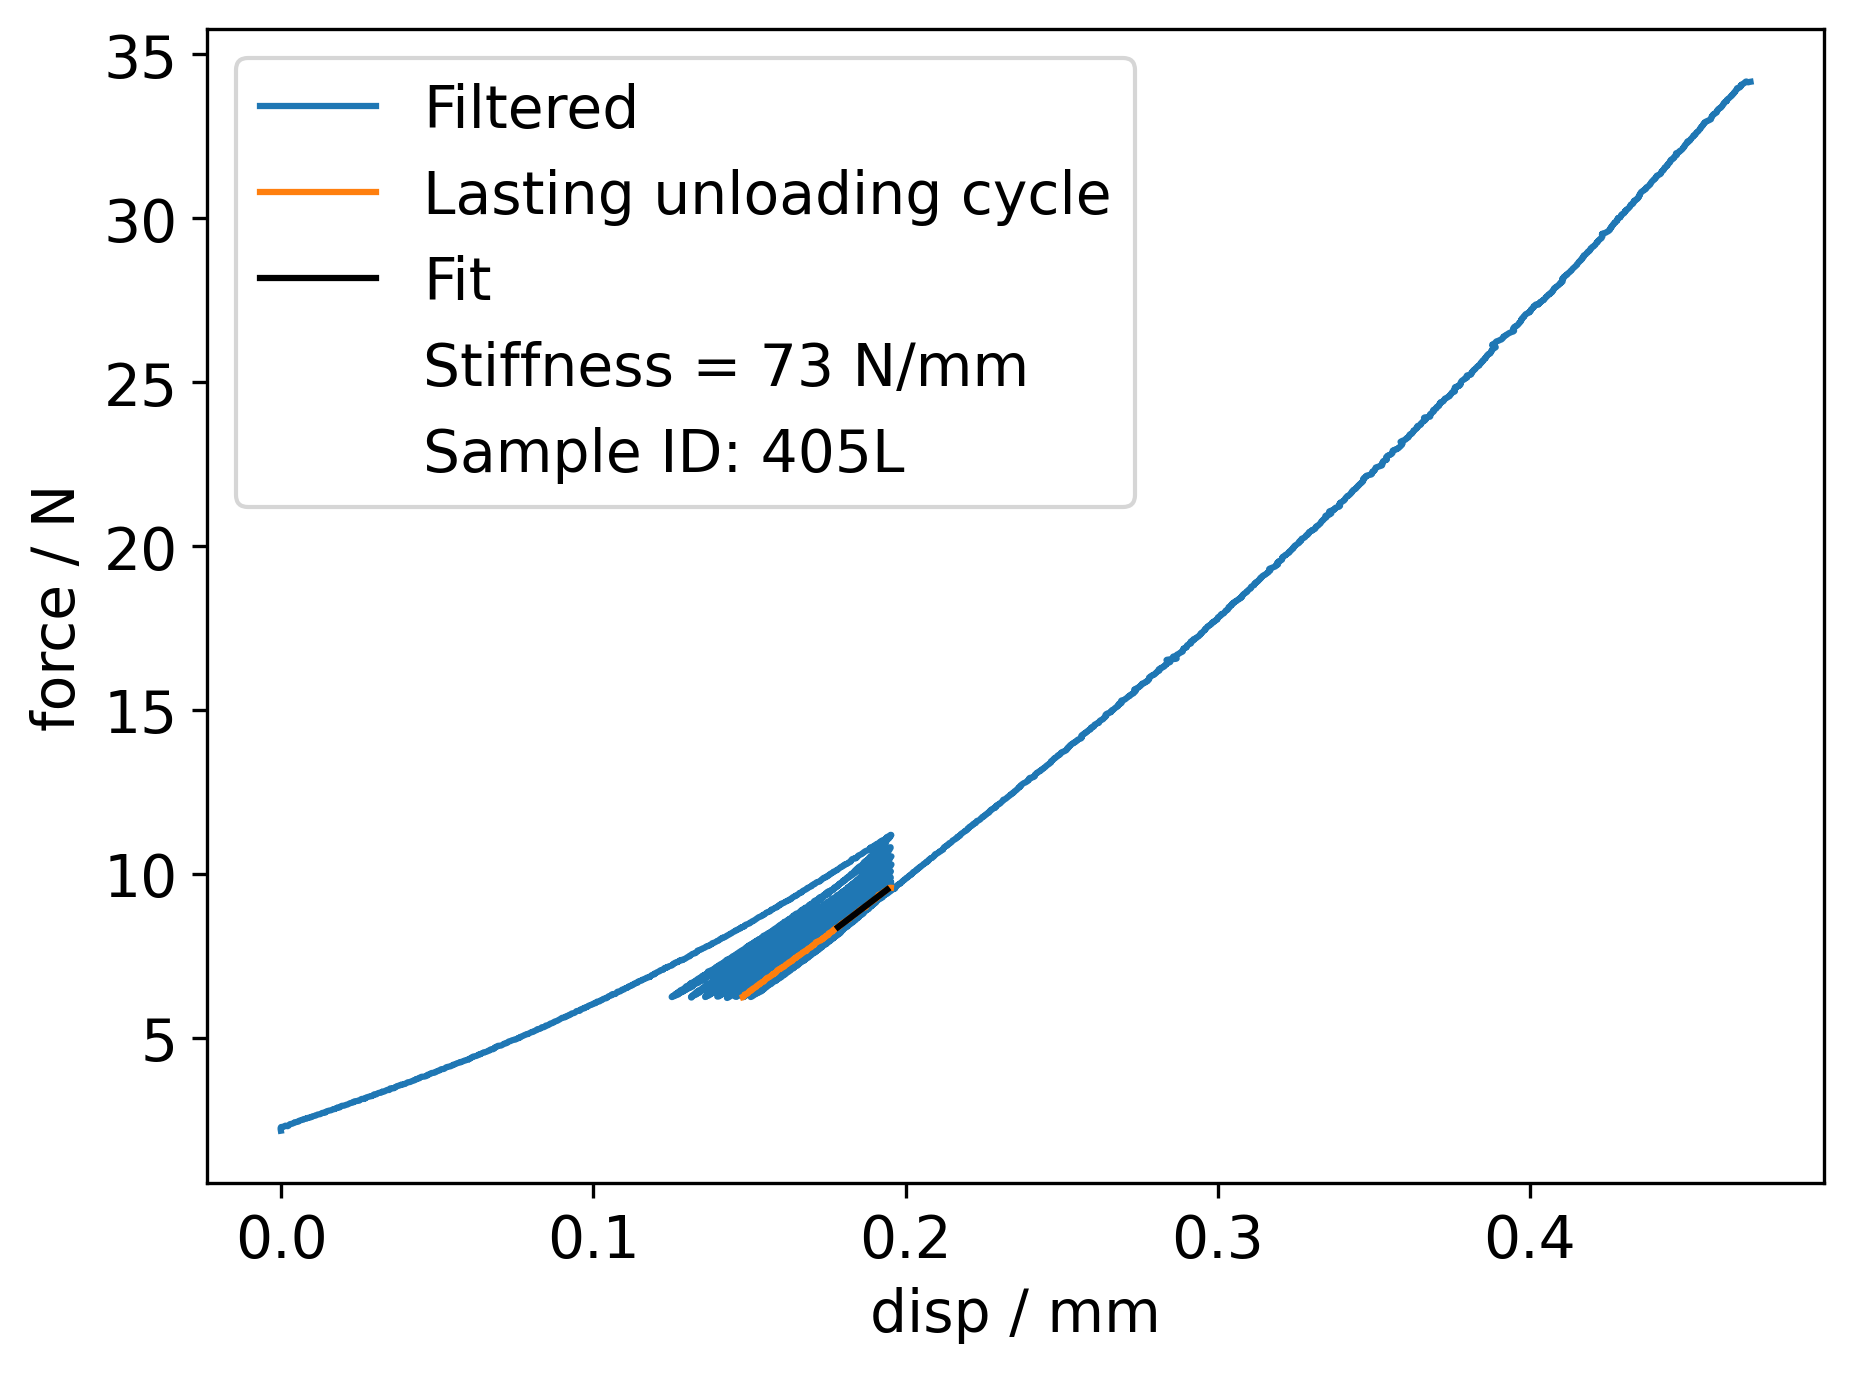 35
30
25
20
15
10
5
force / N
Filtered
Lasting unloading cycle
Fit
Stiffness = 73 N/mm
Sample ID: 405L
0.0 0.1 0.2 0.3 0.4
disp / mm